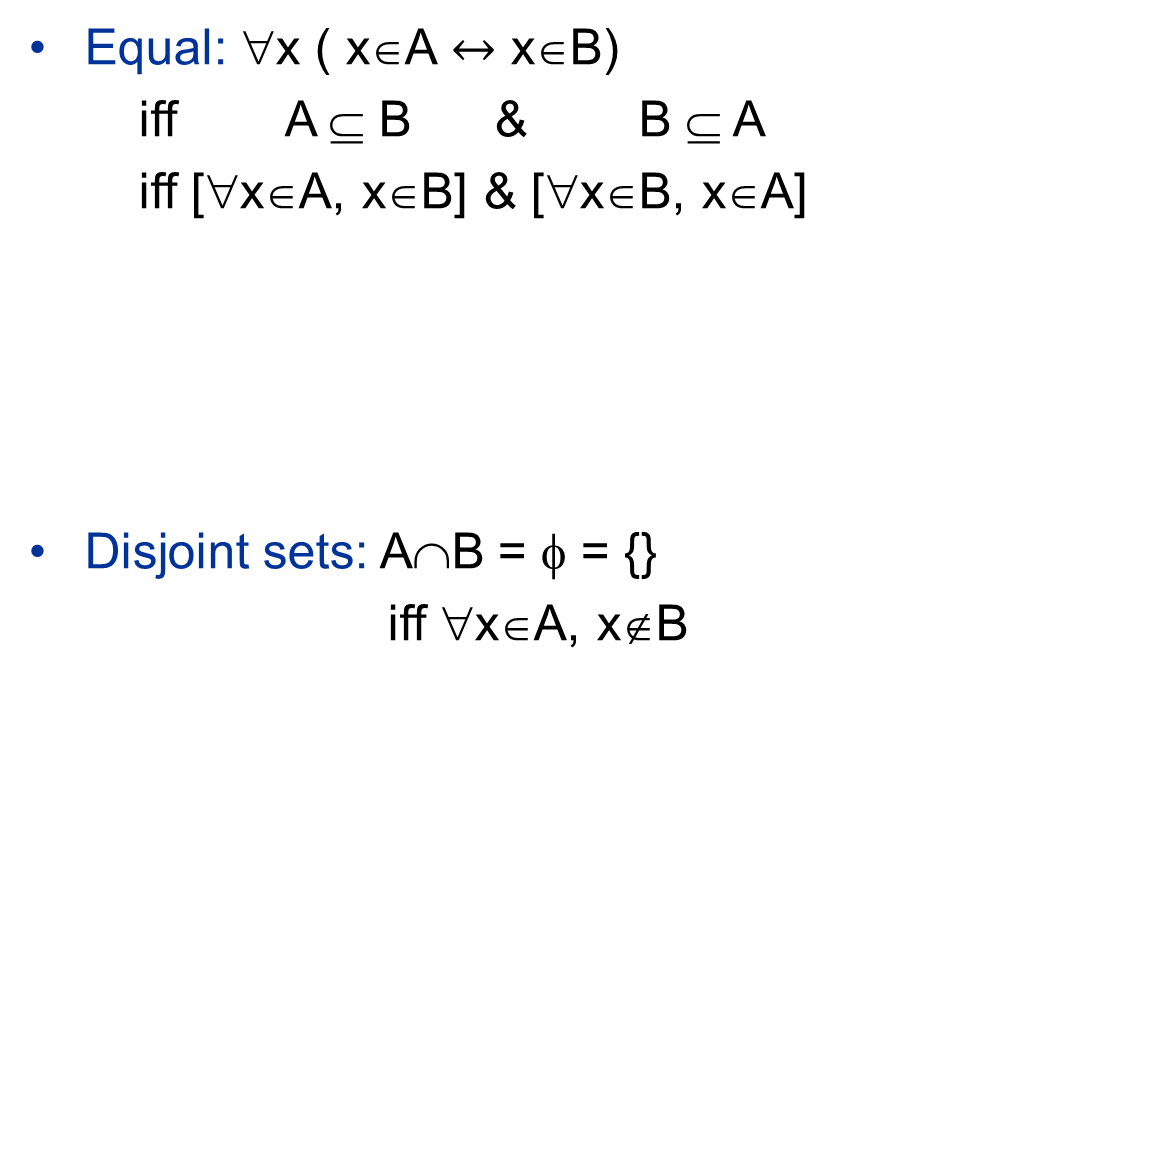 • Equal: ∀x ( x∈A ↔ x∈B)
iff A ⊆ B & B ⊆ A
iff [∀x∈A, x∈B] & [∀x∈B, x∈A]
• Disjoint sets: A∩B = ϕ = {}
iff ∀x∈A, x∉B